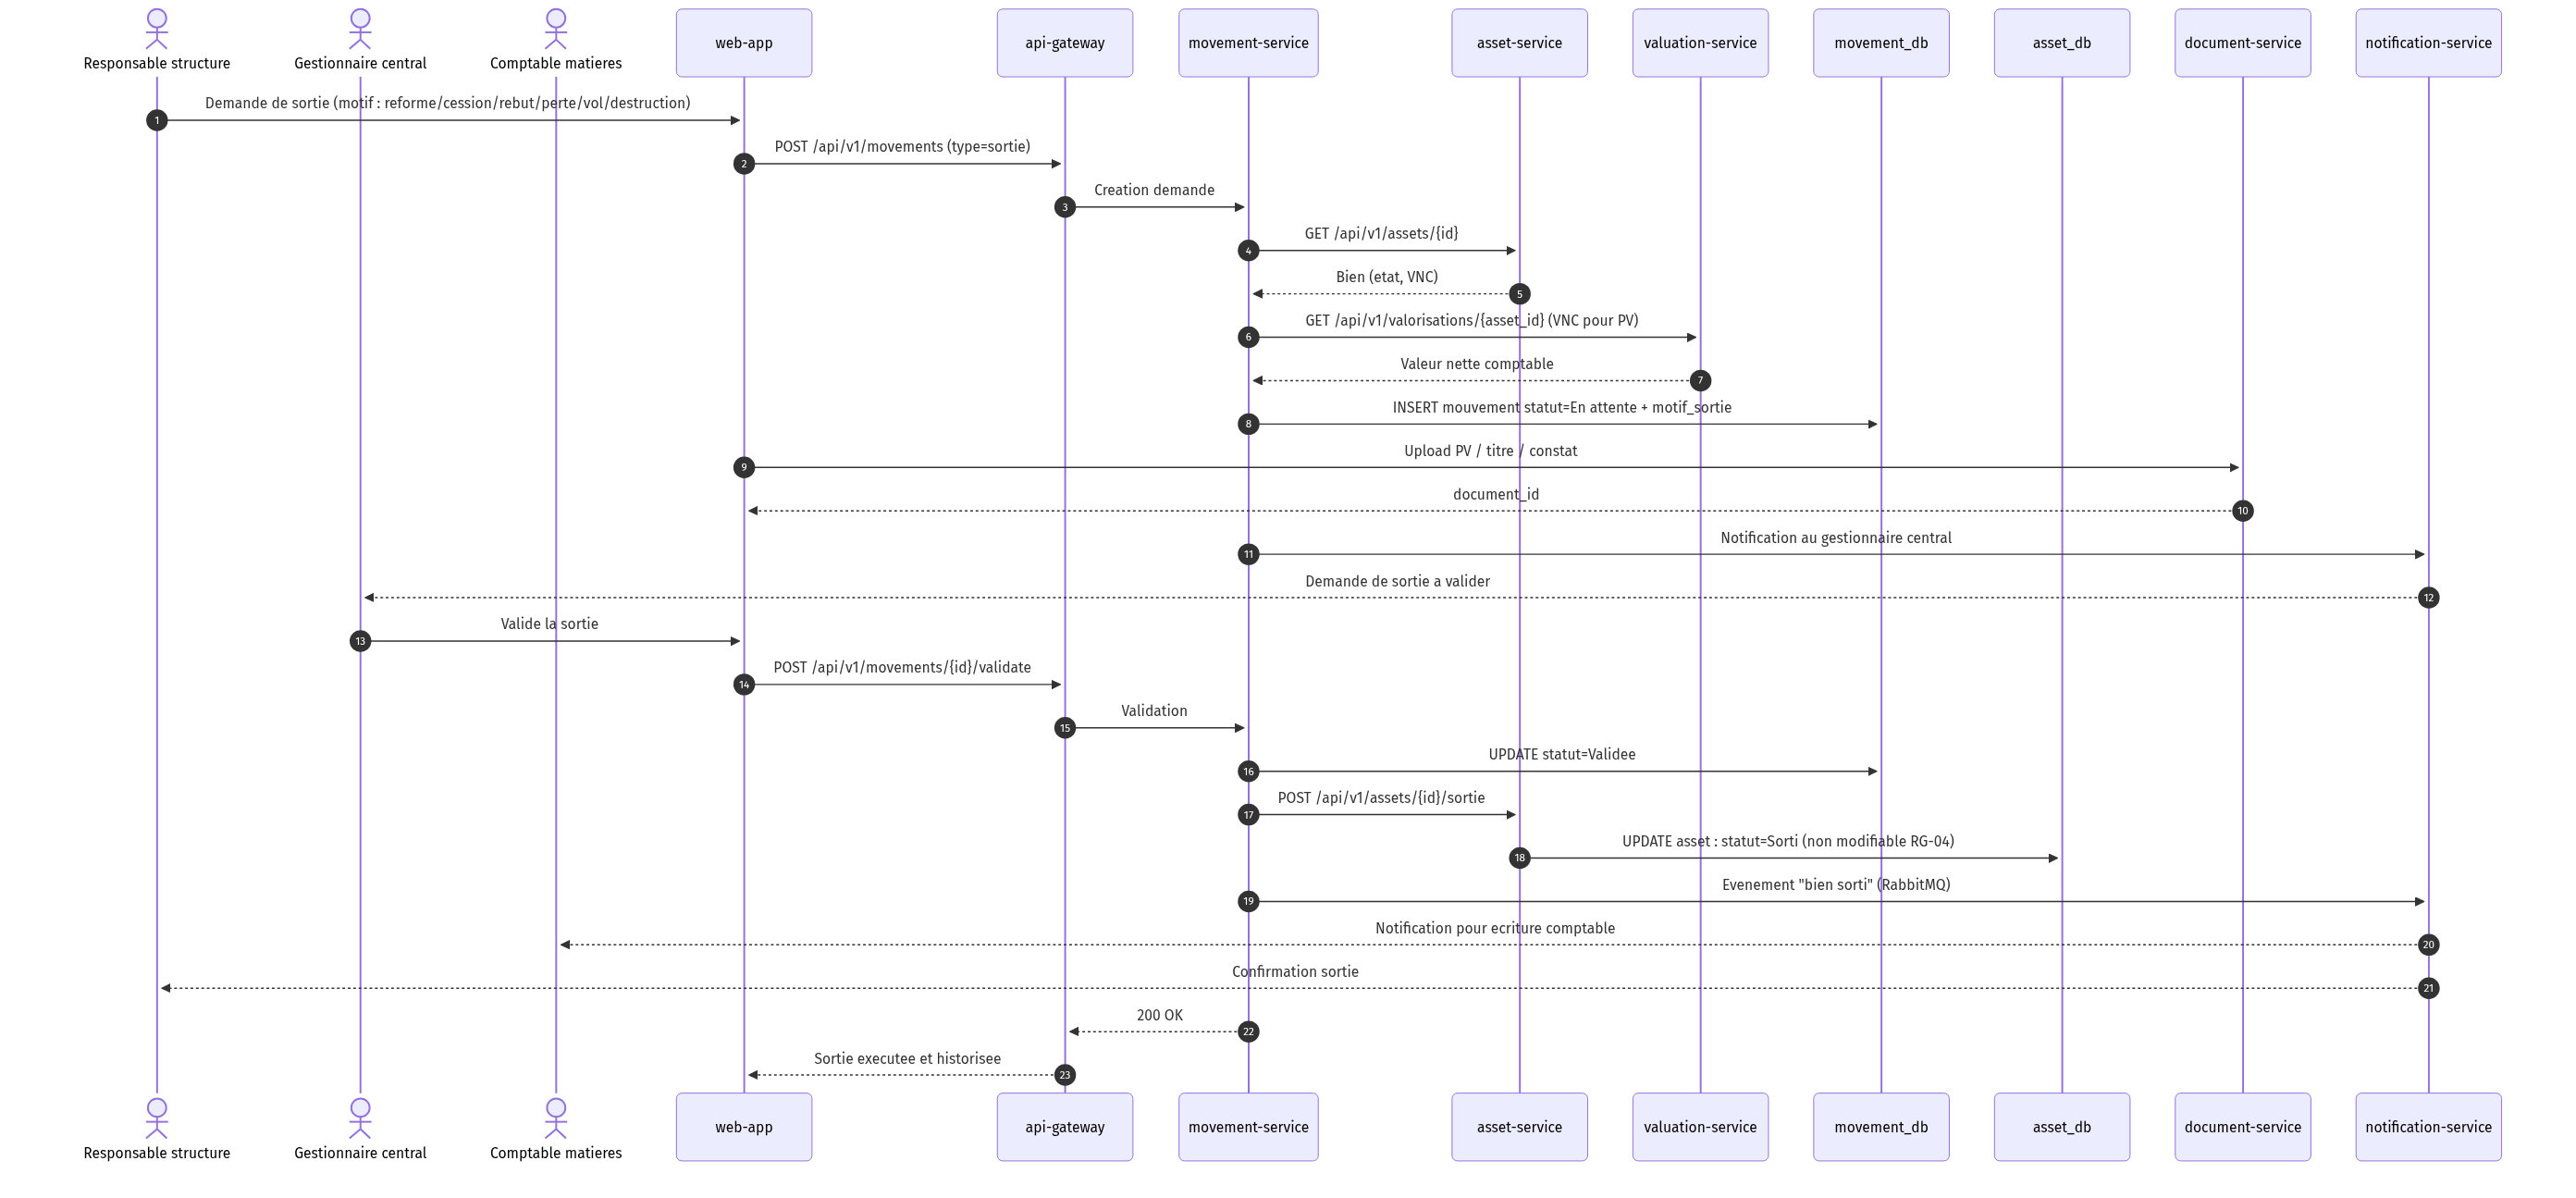 Responsable structure
Gestionnaire central
Comptable matieres
web-app
api-gateway
movement-service
asset-service
valuation-service
movement_db
asset_db
document-service
notification-service
Demande de sortie (motif : reforme/cession/rebut/perte/vol/destruction)
1
POST /api/v1/movements (type=sortie)
2
Creation demande
3
GET /api/v1/assets/{id}
4
Bien (etat, VNC)
5
GET /api/v1/valorisations/{asset_id} (VNC pour PV)
6
Valeur nette comptable
7
INSERT mouvement statut=En attente + motif_sortie
8
Upload PV / titre / constat
9
document_id
10
Notification au gestionnaire central
11
Demande de sortie a valider
12
Valide la sortie
13
POST /api/v1/movements/{id}/validate
14
Validation
15
UPDATE statut=Validee
16
POST /api/v1/assets/{id}/sortie
17
UPDATE asset : statut=Sorti (non modifiable RG-04)
18
Evenement "bien sorti" (RabbitMQ)
19
Notification pour ecriture comptable
20
Confirmation sortie
21
200 OK
22
Sortie executee et historisee
23
Responsable structure
Gestionnaire central
Comptable matieres
web-app
api-gateway
movement-service
asset-service
valuation-service
movement_db
asset_db
document-service
notification-service